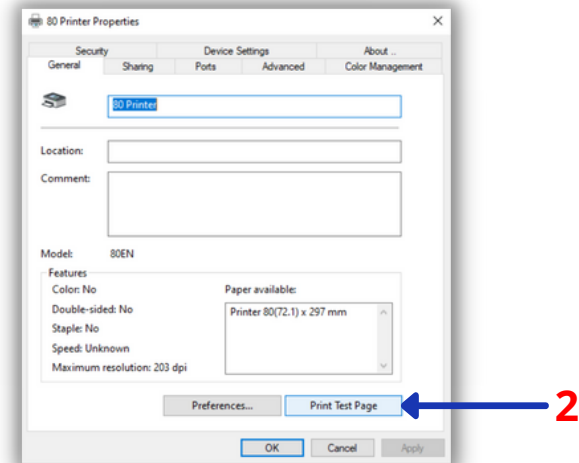 80 Printer Properties
Security Device Settings About ..
General Sharing Ports Advanced Color Management
80 Printer
Location:
Comment:
Model: 80EN
Features
Color: No Paper available:
Double-sided: No Printer 80(72.1) x 297 mm
Staple: No
Speed: Unknown
Maximum resolution: 203 dpi
Preferences... Print Test Page 2
OK Cancel Apply